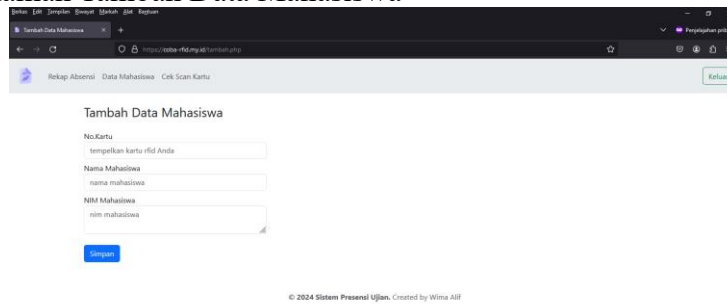 Berkas Edit Tampilan Riwayat Markah Alat Bantuan
Tambah Data Mahasiswa
Penjelajahan
https://coba-rfid.my.id/tambah.php
Rekap Absensi Data Mahasiswa Cek Scan Kartu
Tambah Data Mahasiswa
No.Kartu
tempelkan kartu rfid Anda
Nama Mahasiswa
nama mahasiswa
NIM Mahasiswa
nim mahasiswa
Simpan
© 2024 Sistem Presensi Ujian. Created by Wima Alif